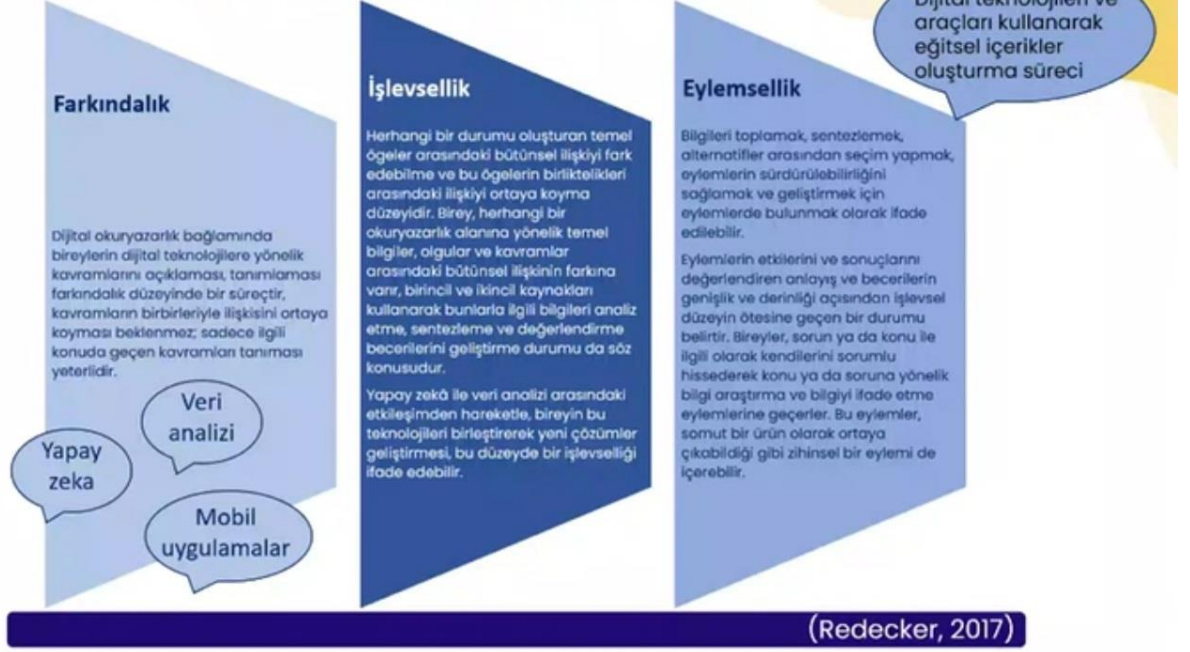 Farkındalık
Dijital okuryazarlık bağlamında
bireylerin dijital teknolojilere yönelik
kavramlarını açıklaması, tanımlaması
farkındalık düzeyinde bir süreçtir,
kavramların birbirleriyle ilişkisini ortaya
koyması beklenmez; sadece ilgili
konuda geçen kavramları tanıması
yeterlidir.
Veri
analizi
Yapay
zeka
Mobil
uygulamalar
İşlevsellik
Herhangi bir durumu oluşturan temel
ögeler arasındaki bütünsel ilişkiyi fark
edebilme ve bu ögelerin birliktelikleri
arasındaki ilişkiyi ortaya koyma
düzeyidir. Birey, herhangi bir
okuryazarlık alanına yönelik temel
bilgiler, olgular ve kavramlar
arasındaki bütünsel ilişkinin farkına
varır, birincil ve ikincil kaynakları
kullanarak bunlarla ilgili bilgileri analiz
etme, sentezleme ve değerlendirme
becerilerini geliştirme durumu da söz
konusudur.
Yapay zekâ ile veri analizi arasındaki
etkileşimden hareketle, bireyin bu
teknolojileri birleştirerek yeni çözümler
geliştirmesi, bu düzeyde bir işlevselliği
ifade edebilir.
Eylemsellik
Bilgileri toplamak, sentezlemek,
alternatifler arasından seçim yapmak,
eylemlerin sürdürülebilirliğini
sağlamak ve geliştirmek için
eylemlerde bulunmak olarak ifade
edilebilir.
Eylemlerin etkilerini ve sonuçlarını
değerlendiren anlayış ve becerilerin
genişlik ve derinliği açısından işlevsel
düzeyin ötesine geçen bir durumu
belirtir. Bireyler, sorun ya da konu ile
ilgili olarak kendilerini sorumlu
hissederek konu ya da soruna yönelik
bilgi araştırma ve bilgiyi ifade etme
eylemlerine geçerler. Bu eylemler,
somut bir ürün olarak ortaya
çıkabildiği gibi zihinsel bir eylemi de
içerebilir.
Dijital teknolojileri ve
araçları kullanarak
eğitsel içerikler
oluşturma süreci
(Redecker, 2017)